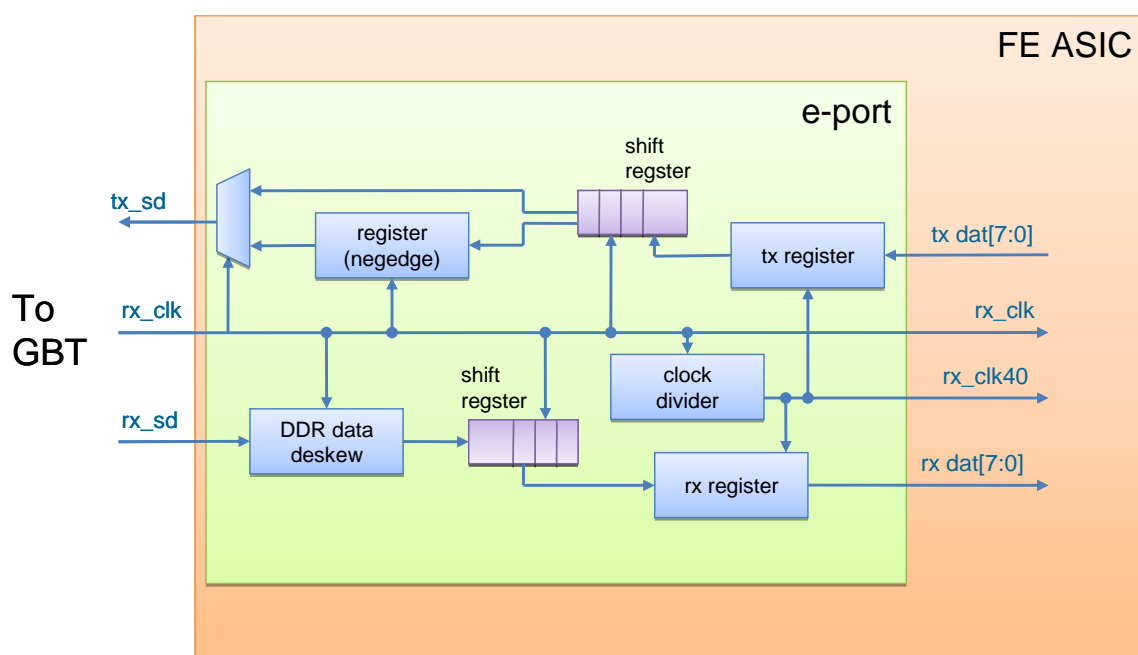 FE ASIC
e-port
shift
regster
tx_sd
register
(negedge)
tx register
tx dat[7:0]
To
GBT
rx_clk
rx_clk
clock
divider
rx_clk40
shift
regster
rx_sd
DDR data
deskew
rx register
rx dat[7:0]